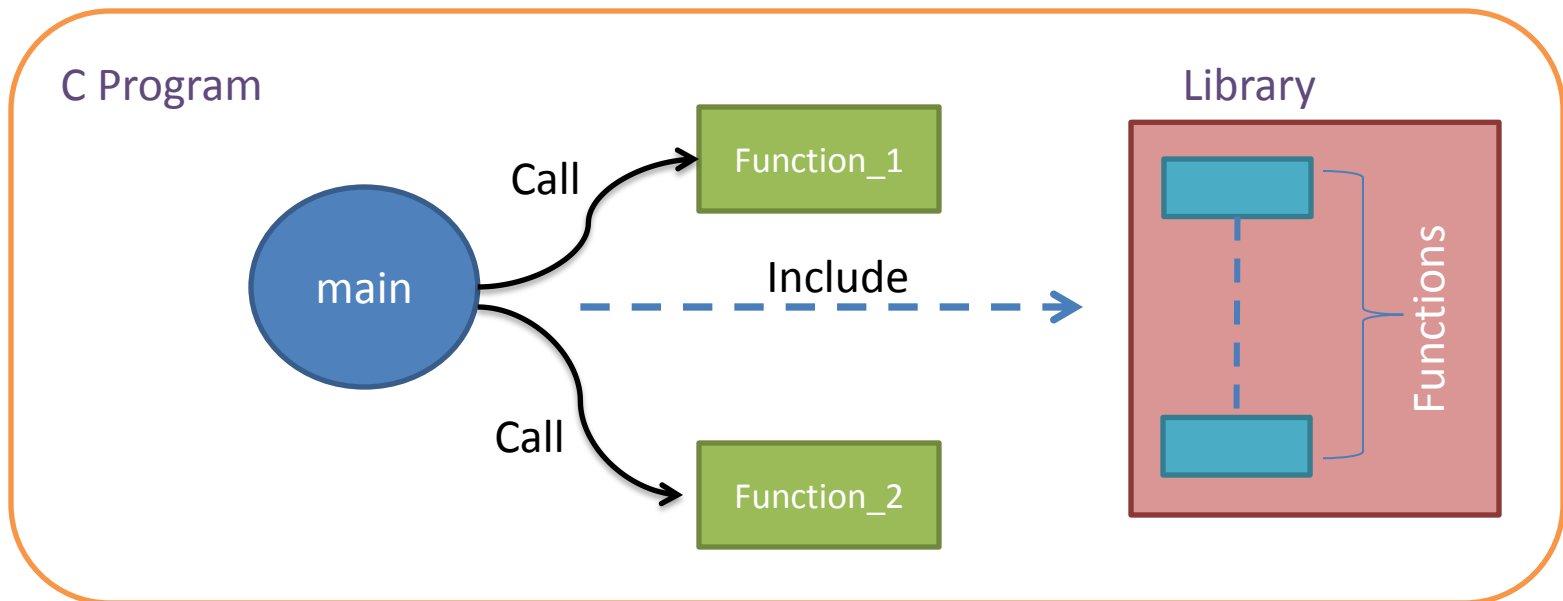 C Program
Library
Call
Function_1
main
Include
Functions
Call
Function_2